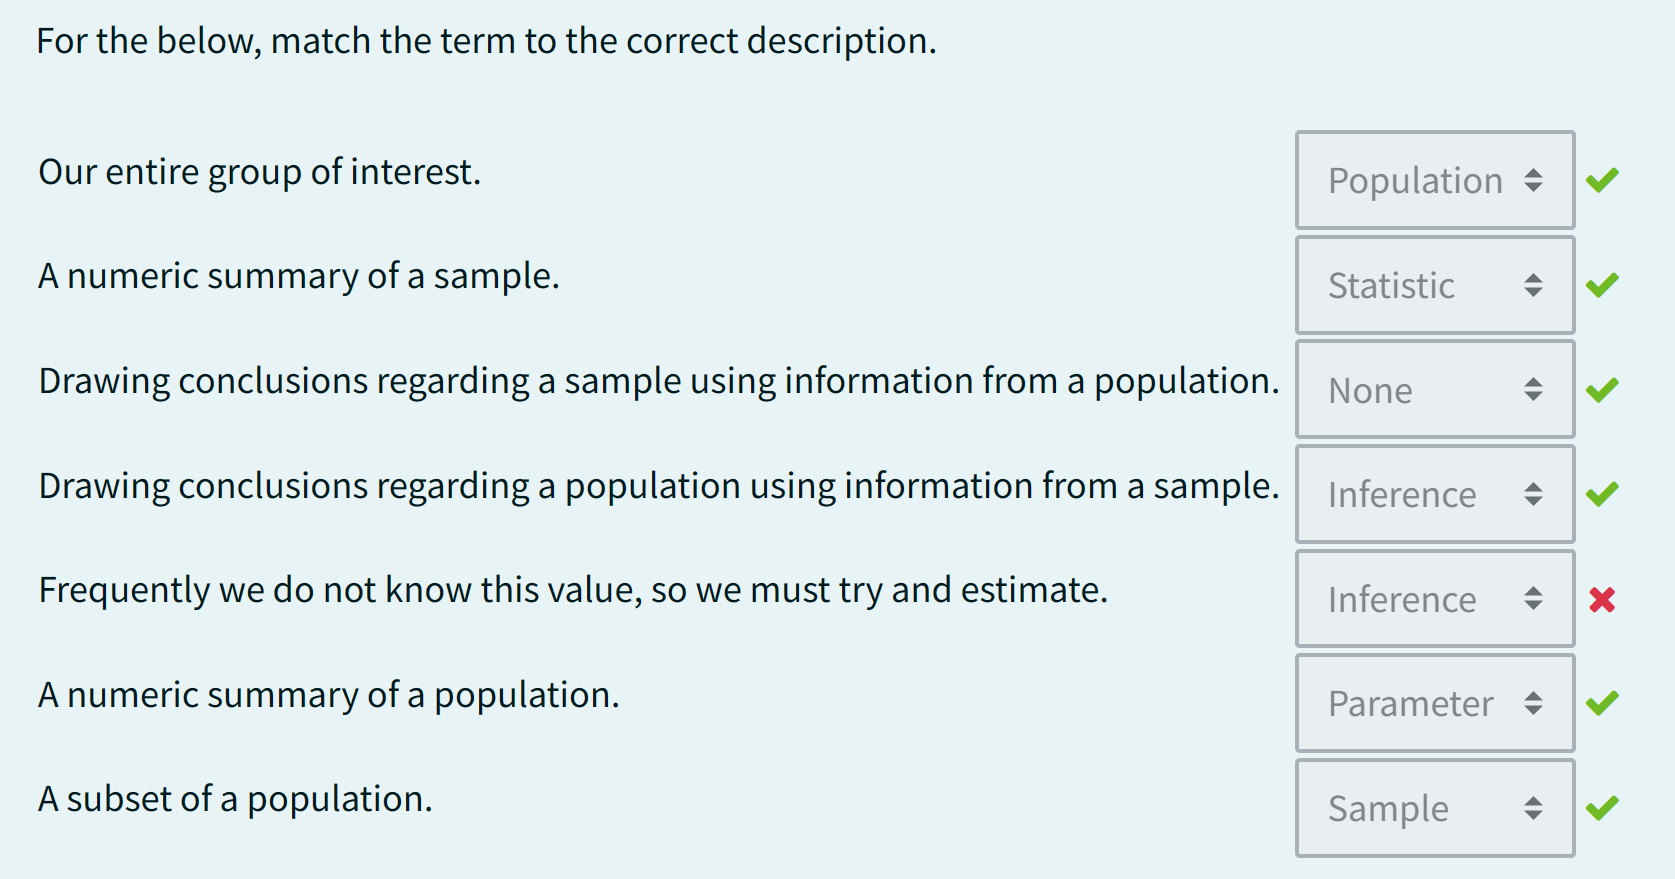 For the below, match the term to the correct description.
Our entire group of interest. Population
A numeric summary of a sample. Statistic
Drawing conclusions regarding a sample using information from a population. None
Drawing conclusions regarding a population using information from a sample. Inference
Frequently we do not know this value, so we must try and estimate. Inference
A numeric summary of a population. Parameter
A subset of a population. Sample